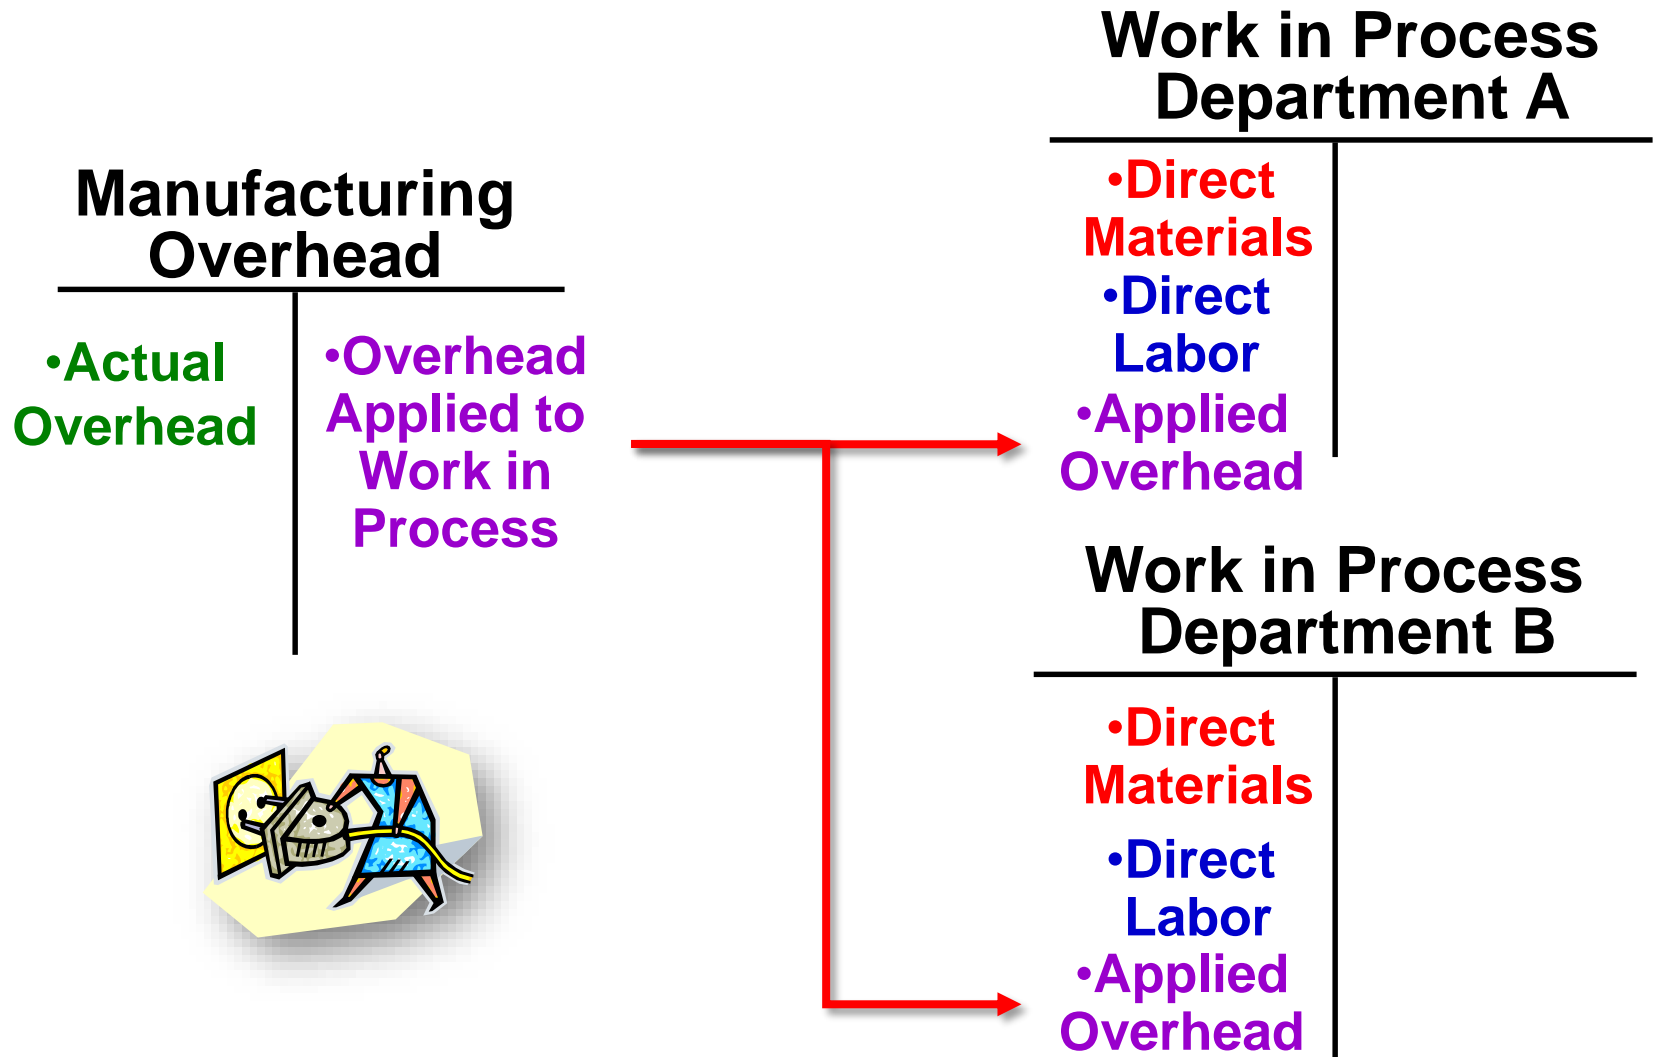 Manufacturing
Overhead
•Actual
Overhead
•Overhead
Applied to
Work in
Process
Work in Process
Department A
•Direct
Materials
•Direct
Labor
•Applied
Overhead
Work in Process
Department B
•Direct
Materials
•Direct
Labor
•Applied
Overhead